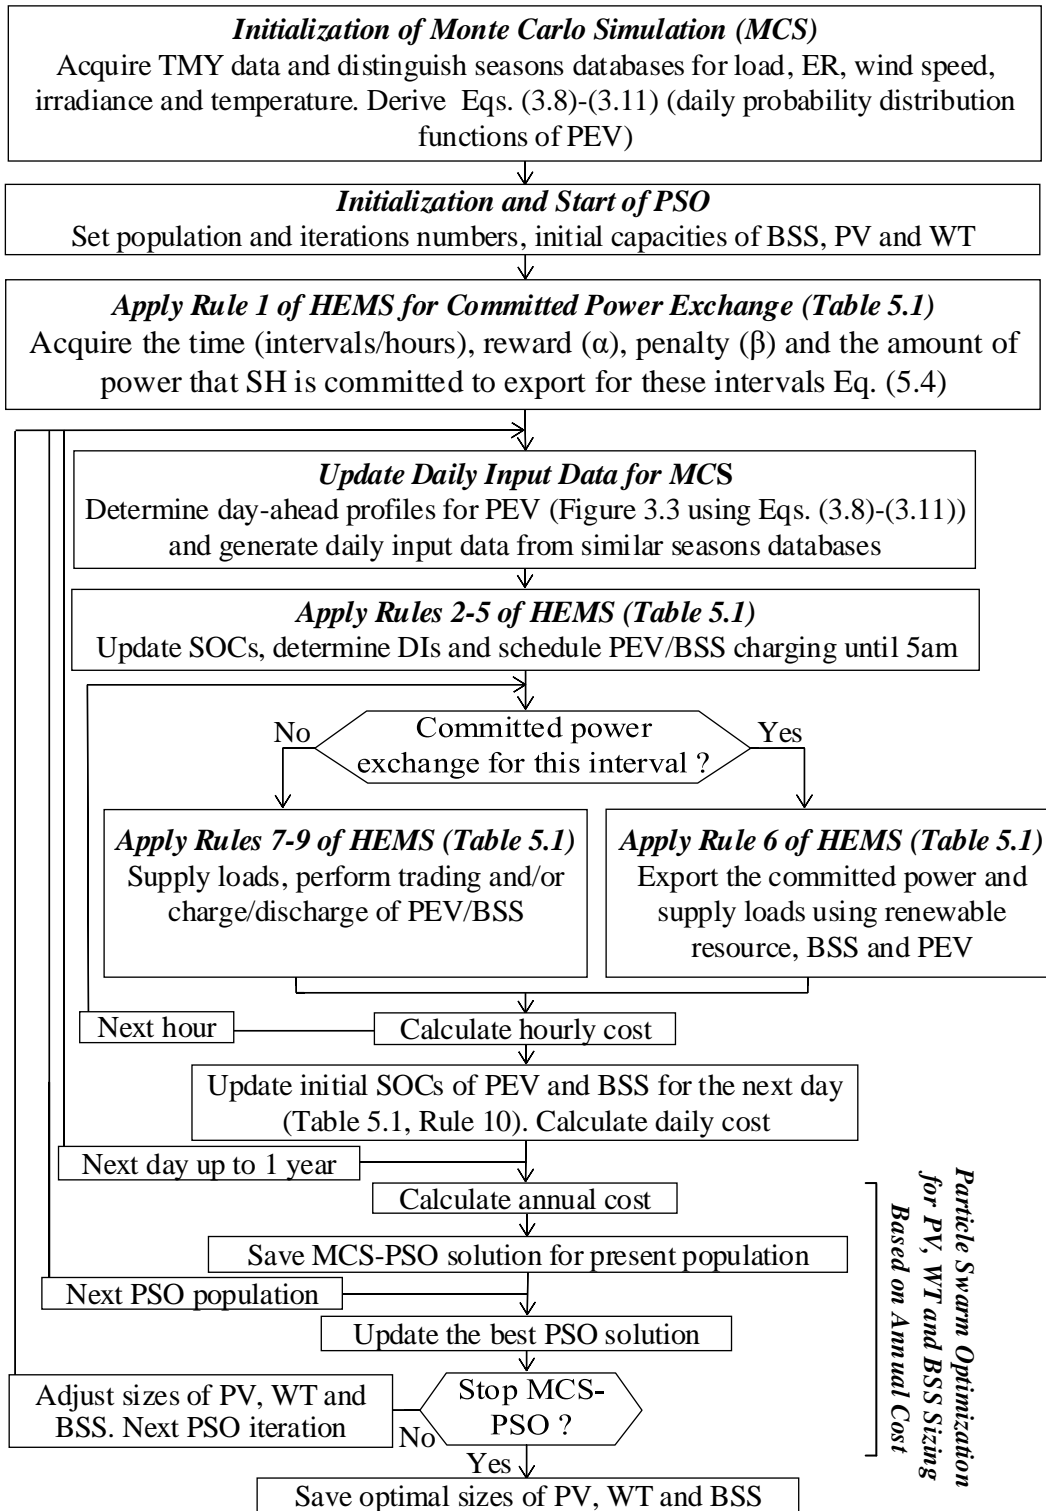 Initialization of Monte Carlo Simulation (MCS)
Acquire TMY data and distinguish seasons databases for load, ER, wind speed,
irradiance and temperature. Derive Eqs. (3.8)-(3.11) (daily probability distribution
functions of PEV)
Initialization and Start of PSO
Set population and iterations numbers, initial capacities of BSS, PV and WT
Apply Rule 1 of HEMS for Committed Power Exchange (Table 5.1)
Acquire the time (intervals/hours), reward (α), penalty (β) and the amount of
power that SH is committed to export for these intervals Eq. (5.4)
Update Daily Input Data for MCS
Determine day-ahead profiles for PEV (Figure 3.3 using Eqs. (3.8)-(3.11))
and generate daily input data from similar seasons databases
Apply Rules 2-5 of HEMS (Table 5.1)
Update SOCs, determine DIs and schedule PEV/BSS charging until 5am
No
Committed power
exchange for this interval ?
Yes
Apply Rules 7-9 of HEMS (Table 5.1)
Supply loads, perform trading and/or
charge/discharge of PEV/BSS
Apply Rule 6 of HEMS (Table 5.1)
Export the committed power and
supply loads using renewable
resource, BSS and PEV
Next hour
Calculate hourly cost
Update initial SOCs of PEV and BSS for the next day
(Table 5.1, Rule 10). Calculate daily cost
Next day up to 1 year
Calculate annual cost
Save MCS-PSO solution for present population
Next PSO population
Update the best PSO solution
Adjust sizes of PV, WT and
BSS. Next PSO iteration
No
Stop MCS-
PSO ?
Yes
Save optimal sizes of PV, WT and BSS
Particle Swarm Optimization
for PV, WT and BSS Sizing
Based on Annual Cost